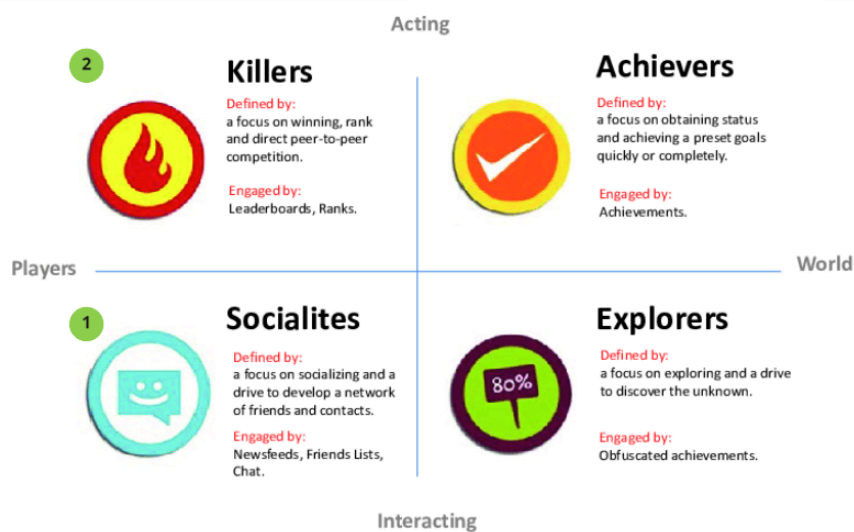 Acting
2
Killers
Defined by:
a focus on winning, rank
and direct peer-to-peer
competition.
Engaged by:
Leaderboards, Ranks.
Achievers
Defined by:
a focus on obtaining status
and achieving a preset goals
quickly or completely.
Engaged by:
Achievements.
Players
World
1
Socialites
Defined by:
a focus on socializing and a
drive to develop a network
of friends and contacts.
Engaged by:
Newsfeeds, Friends Lists,
Chat.
80%
Explorers
Defined by:
a focus on exploring and a drive
to discover the unknown.
Engaged by:
Obfuscated achievements.
Interacting